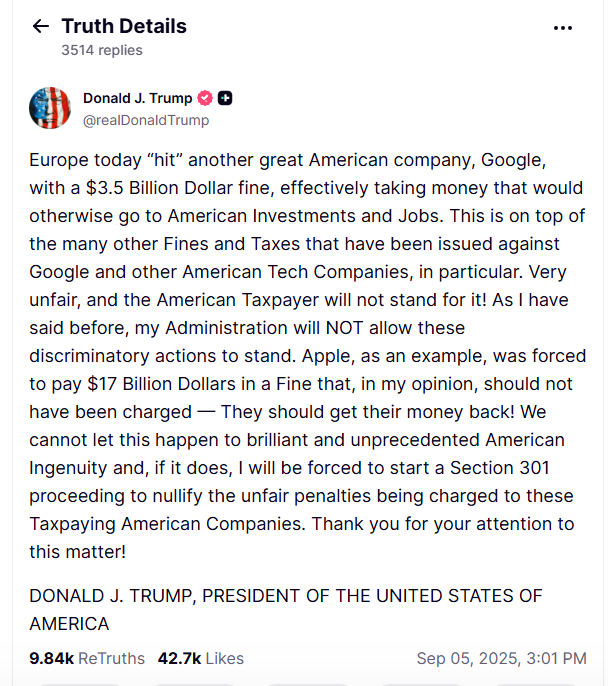 Truth Details
3514 replies
Donald J. Trump
@realDonaldTrump
Europe today “hit” another great American company, Google,
with a $3.5 Billion Dollar fine, effectively taking money that would
otherwise go to American Investments and Jobs. This is on top of
the many other Fines and Taxes that have been issued against
Google and other American Tech Companies, in particular. Very
unfair, and the American Taxpayer will not stand for it! As I have
said before, my Administration will NOT allow these
discriminatory actions to stand. Apple, as an example, was forced
to pay $17 Billion Dollars in a Fine that, in my opinion, should not
have been charged — They should get their money back! We
cannot let this happen to brilliant and unprecedented American
Ingenuity and, if it does, I will be forced to start a Section 301
proceeding to nullify the unfair penalties being charged to these
Taxpaying American Companies. Thank you for your attention to
this matter!
DONALD J. TRUMP, PRESIDENT OF THE UNITED STATES OF
AMERICA
9.84k ReTruths 42.7k Likes Sep 05, 2025, 3:01 PM